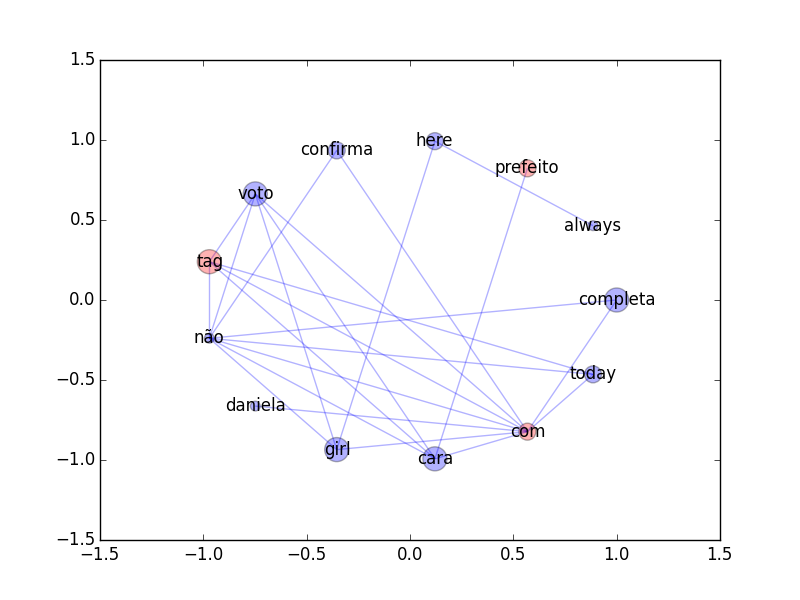 1.5
1.0
0.5
0.0
−0.5
−1.0
−1.5
confirma
here
prefeito
voto
always
tag
completa
não
today
daniela
com
girl
cara
−1.5 −1.0 −0.5 0.0 0.5 1.0 1.5